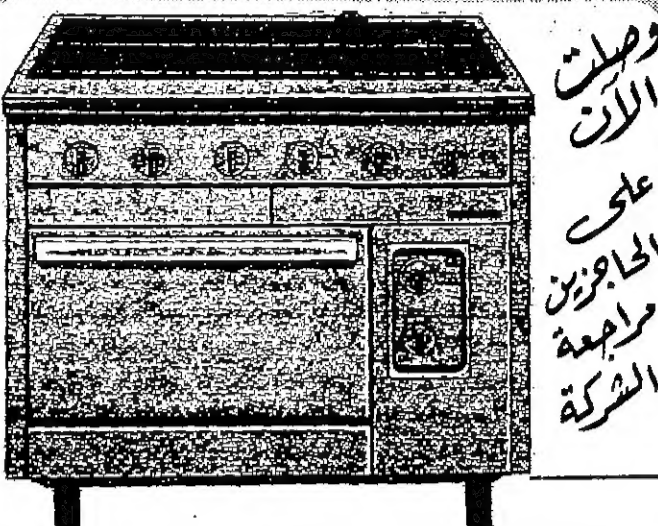 وصلت
الآن
على
الحاجزين
مراجعة
الشركة